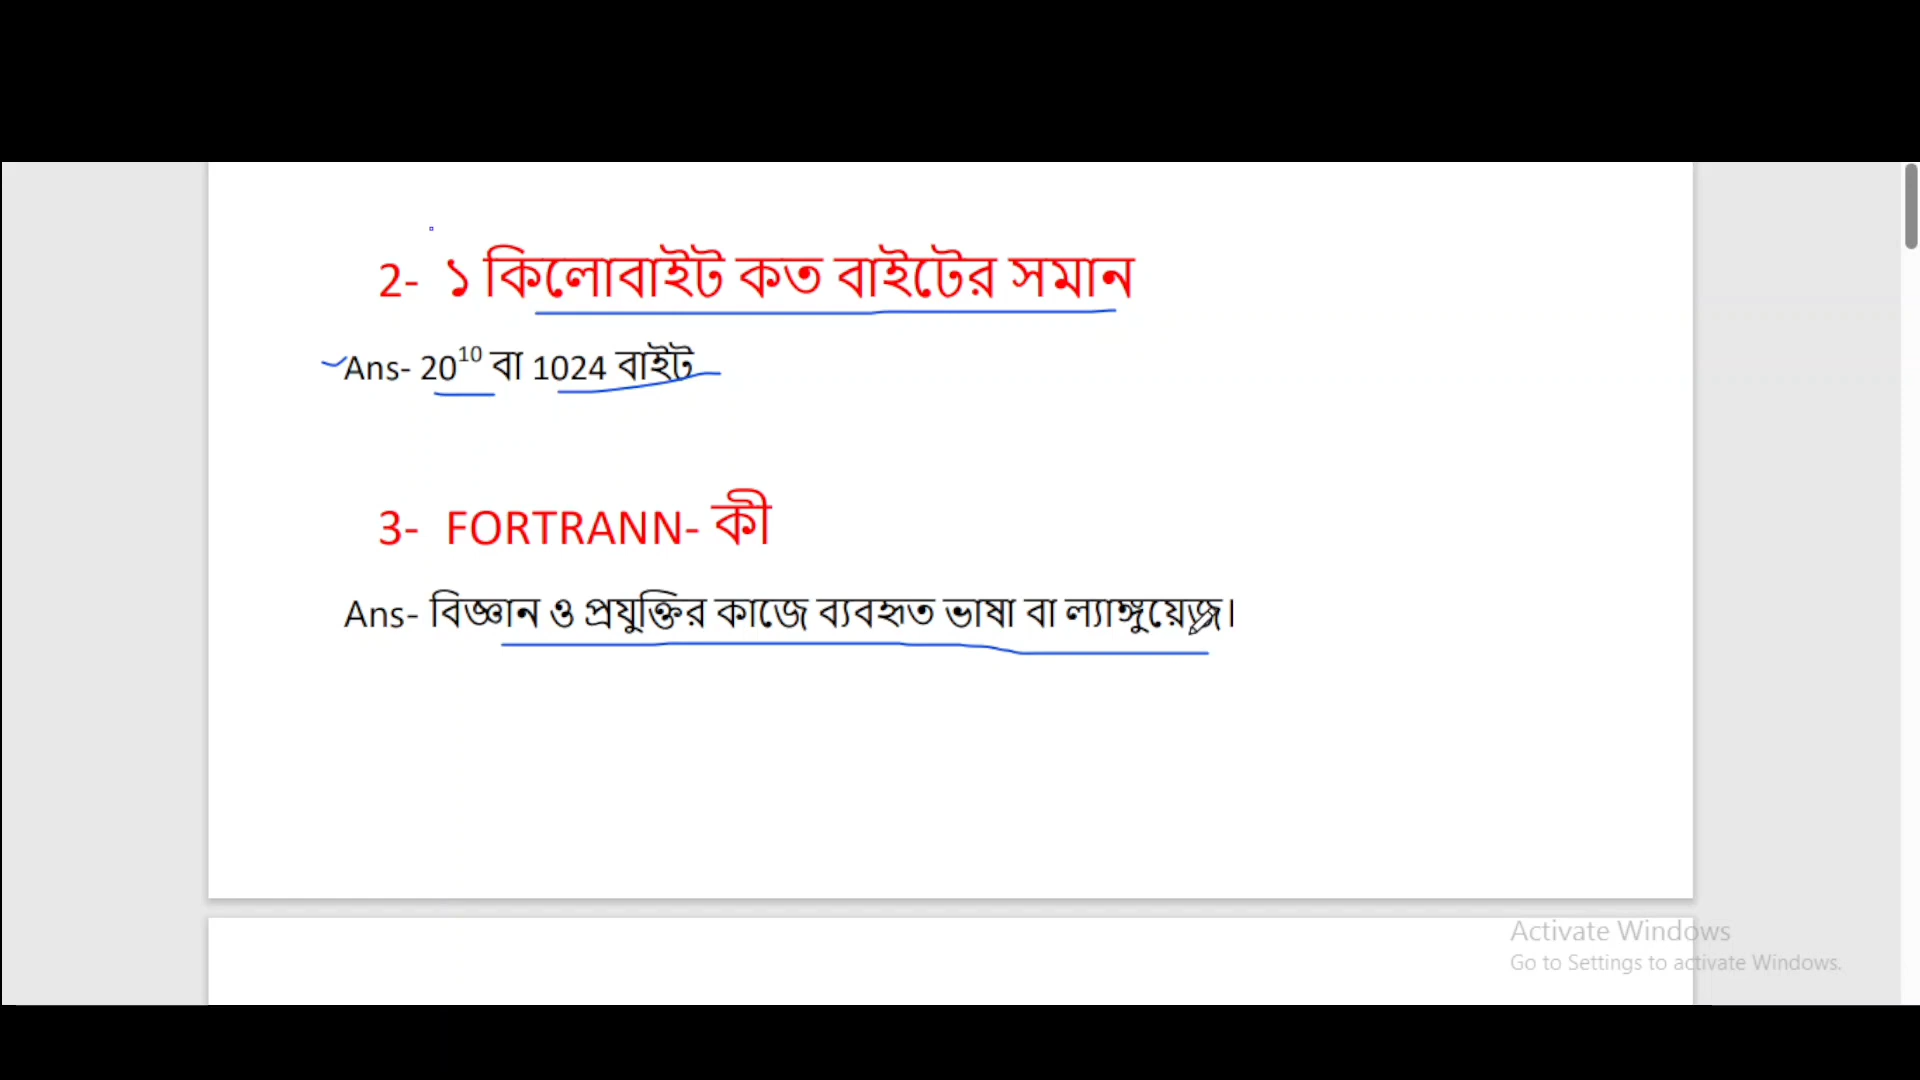 2- ১ কিলোবাইট কত বাইটের সমান
Ans- 20¹⁰ বা 1024 বাইট
3- FORTRANN- কী
Ans- বিজ্ঞান ও প্রযুক্তির কাজে ব্যবহৃত ভাষা বা ল্যাঙ্গুয়েজ।
Activate Windows
Go to Settings to activate Windows.